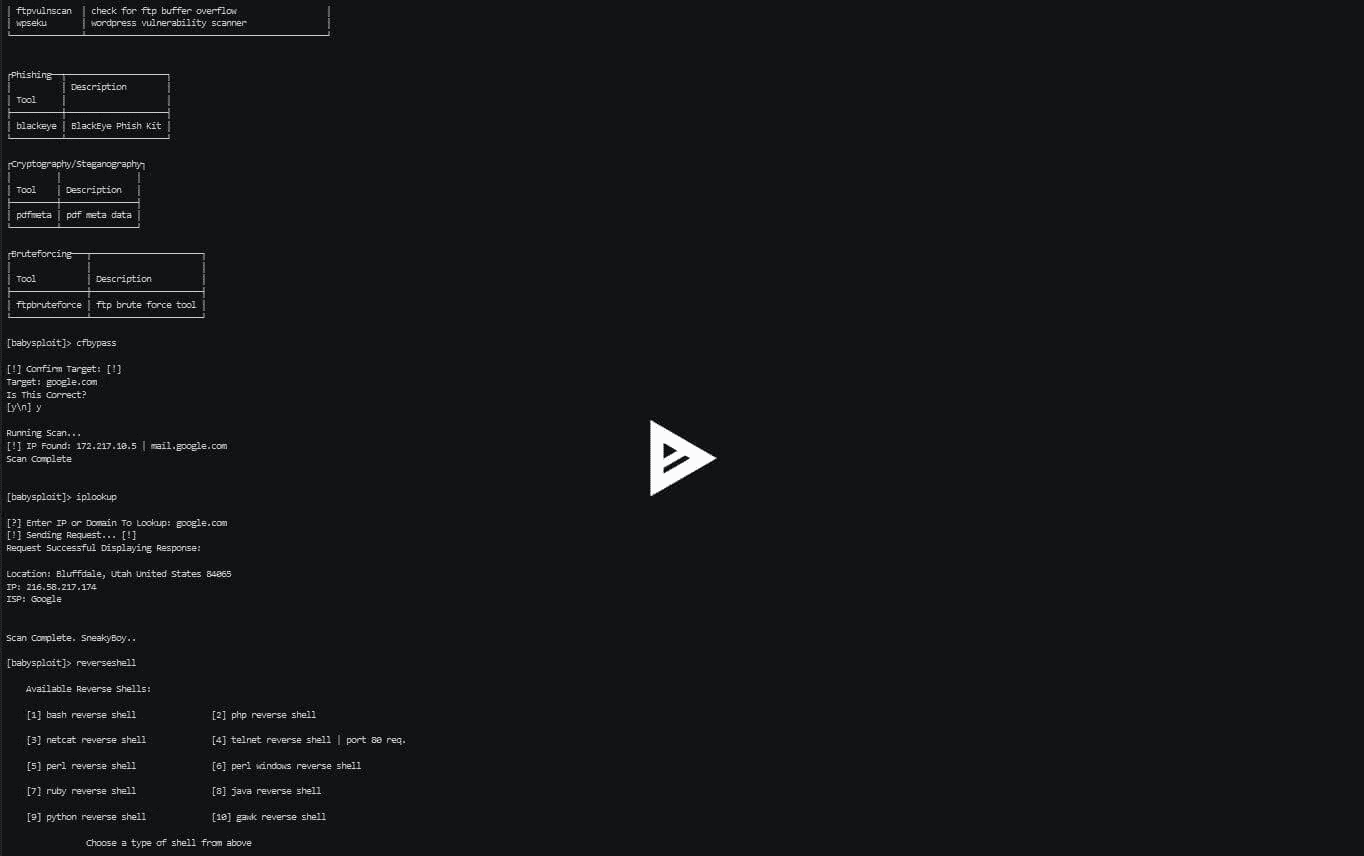 ftpvulnscan | check for ftp buffer overflow
wpseku | wordpress vulnerability scanner
Phishing
Description
Tool
blackeye | BlackEye Phish Kit
Cryptography/Steganography
Tool | Description
pdfmeta | pdf meta data
Bruteforcing
Tool | Description
ftpbruteforce | ftp brute force tool
[babysploit]> cfbypass
[!] Confirm Target: [!]
Target: google.com
Is This Correct?
[y\n] y
Running Scan...
[!] IP Found: 172.217.10.5 | mail.google.com
Scan Complete
[babysploit]> iplookup
[?] Enter IP or Domain To Lookup: google.com
[!] Sending Request... [!]
Request Successful Displaying Response:
Location: Bluffdale, Utah United States 84065
IP: 216.58.217.174
ISP: Google
Scan Complete. SneakyBoy..
[babysploit]> reverseshell
Available Reverse Shells:
[1] bash reverse shell [2] php reverse shell
[3] netcat reverse shell [4] telnet reverse shell | port 80 req.
[5] perl reverse shell [6] perl windows reverse shell
[7] ruby reverse shell [8] java reverse shell
[9] python reverse shell [10] gawk reverse shell
Choose a type of shell from above